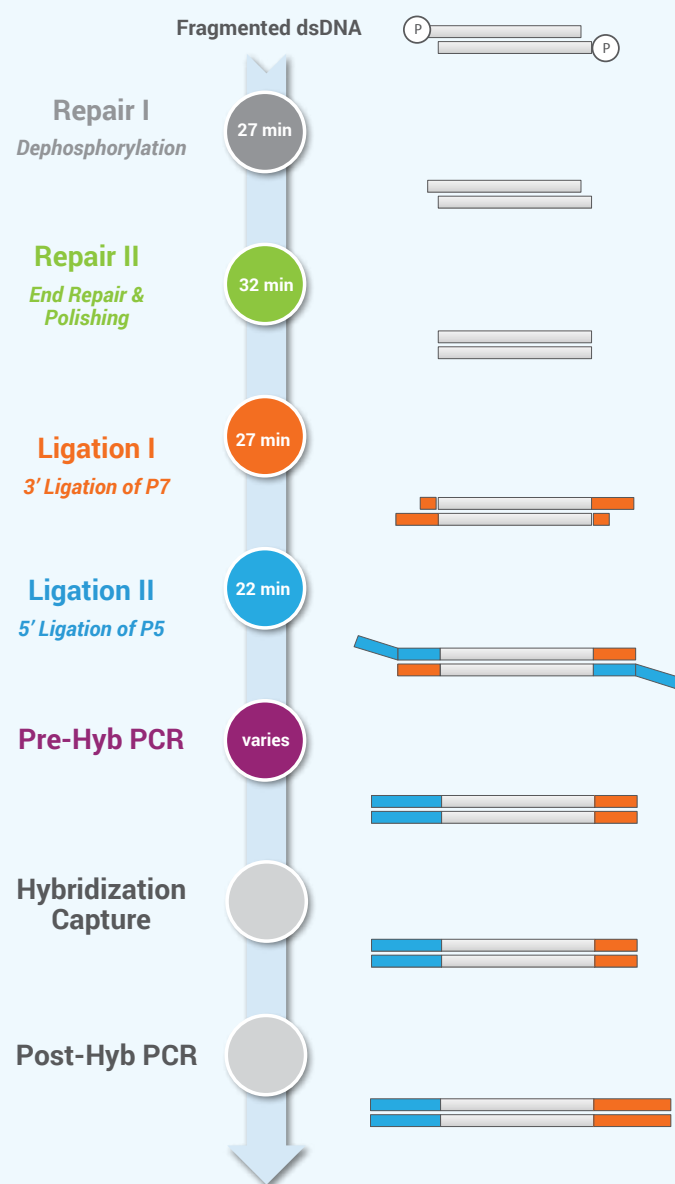 Fragmented dsDNA
P
P
Repair I
Dephosphorylation
27 min
Repair II
End Repair &
Polishing
32 min
Ligation I
3’ Ligation of P7
27 min
Ligation II
5’ Ligation of P5
22 min
Pre-Hyb PCR
varies
Hybridization
Capture
Post-Hyb PCR